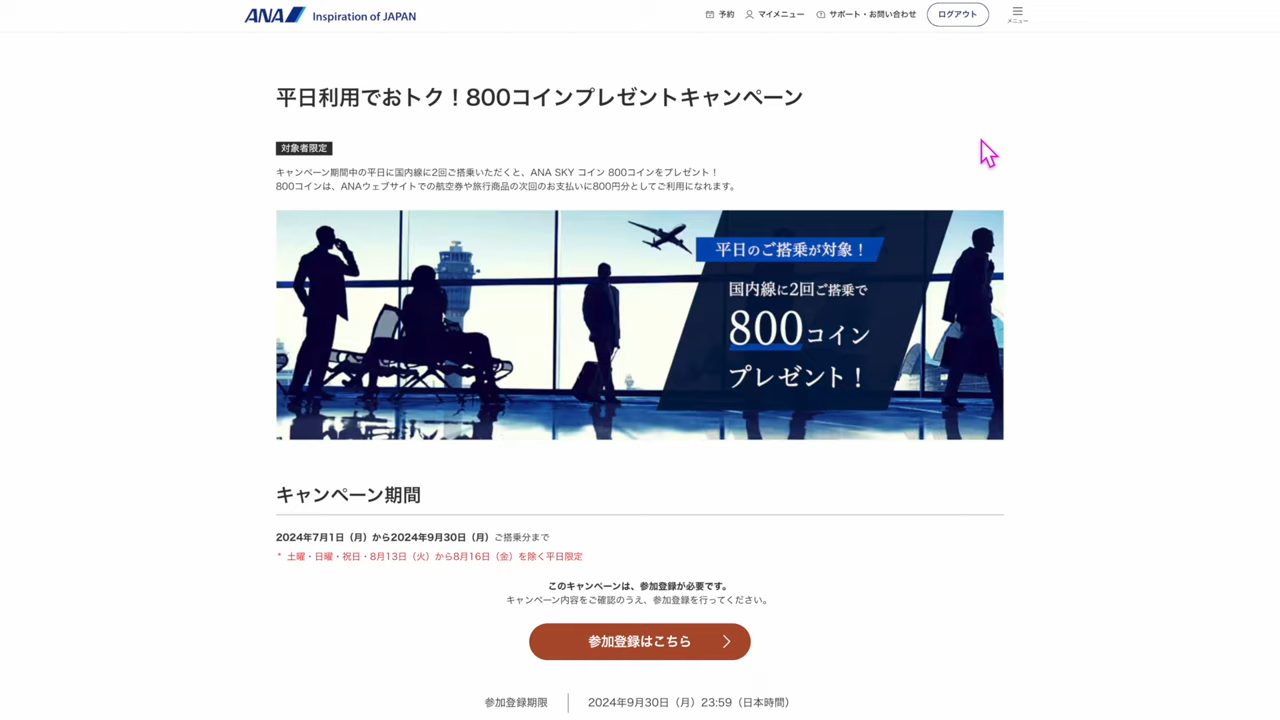 ANA Inspiration of JAPAN
予約 マイメニュー サポート・お問い合わせ ログアウト メニュー
平日利用でおトク！800コインプレゼントキャンペーン
対象者限定
キャンペーン期間中の平日に国内線に2回ご搭乗いただくと、ANA SKY コイン 800コインをプレゼント！
800コインは、ANAウェブサイトでの航空券や旅行商品の次回のお支払いに800円分としてご利用になれます。
平日のご搭乗が対象！
国内線に2回ご搭乗で
800コイン
プレゼント！
キャンペーン期間
2024年7月1日（月）から2024年9月30日（月）ご搭乗分まで
* 土曜・日曜・祝日・8月13日（火）から8月16日（金）を除く平日限定
このキャンペーンは、参加登録が必要です。
キャンペーン内容をご確認のうえ、参加登録を行ってください。
参加登録はこちら
参加登録期限 2024年9月30日（月）23:59（日本時間）